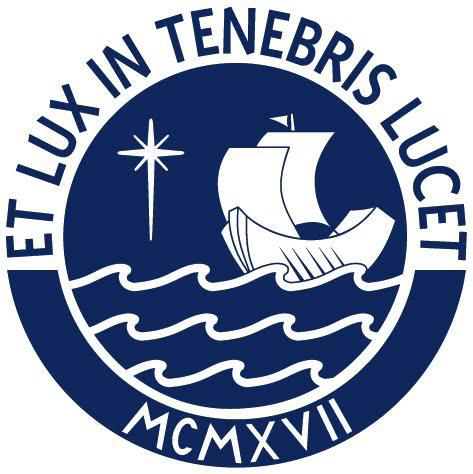 ET LUX IN TENEBRIS LUCET
MCMXVII